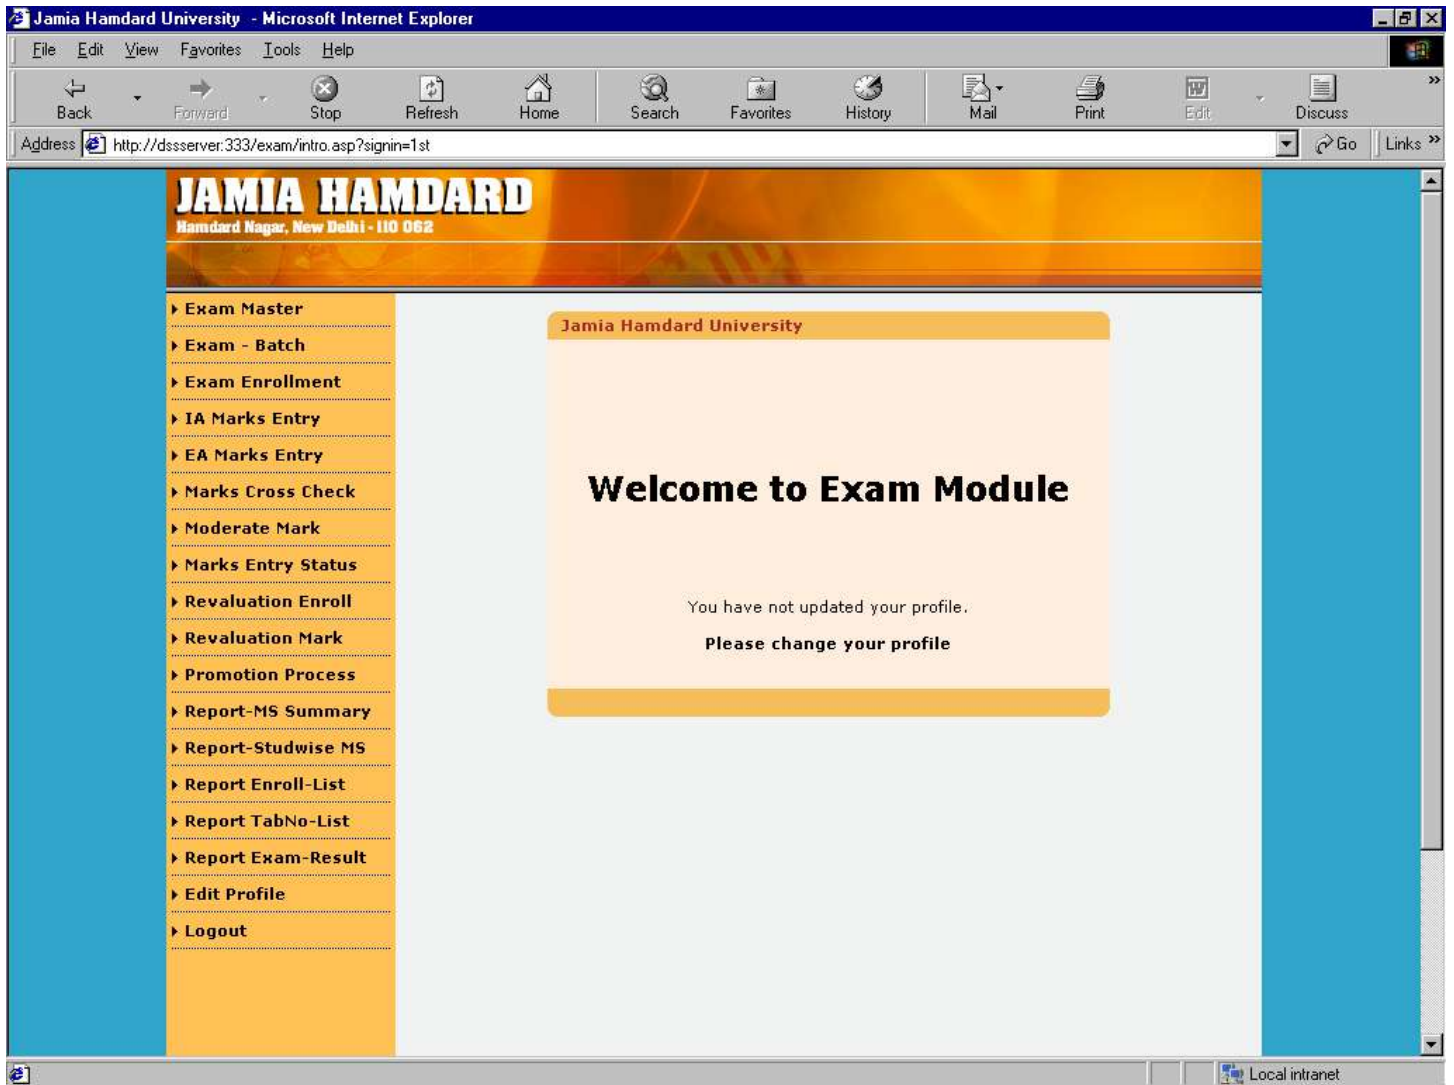 Jamia Hamdard University - Microsoft Internet Explorer
File Edit View Favorites Tools Help
Back Forward Stop Refresh Home Search Favorites History Mail Print Edit Discuss »
Address http://dssserver:333/exam/intro.asp?signin=1st Go Links »
JAMIA HAMDARD
Hamdard Nagar, New Delhi - 110 062
Exam Master
Exam - Batch
Exam Enrollment
IA Marks Entry
EA Marks Entry
Marks Cross Check
Moderate Mark
Marks Entry Status
Revaluation Enroll
Revaluation Mark
Promotion Process
Report-MS Summary
Report-Studwise MS
Report Enroll-List
Report TabNo-List
Report Exam-Result
Edit Profile
Logout
Jamia Hamdard University
Welcome to Exam Module
You have not updated your profile.
Please change your profile
Local intranet